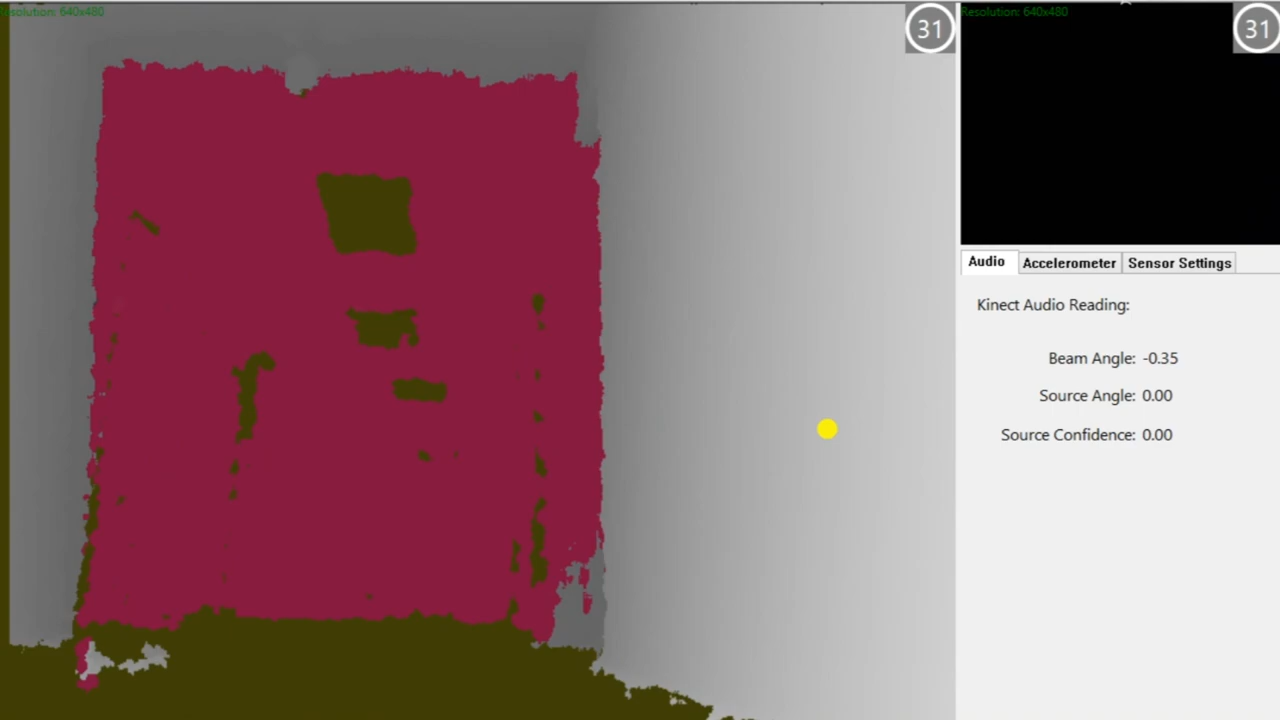 Resolution: 640x480
31
Resolution: 640x480
31
Audio
Accelerometer
Sensor Settings
Kinect Audio Reading:
Beam Angle: -0.35
Source Angle: 0.00
Source Confidence: 0.00